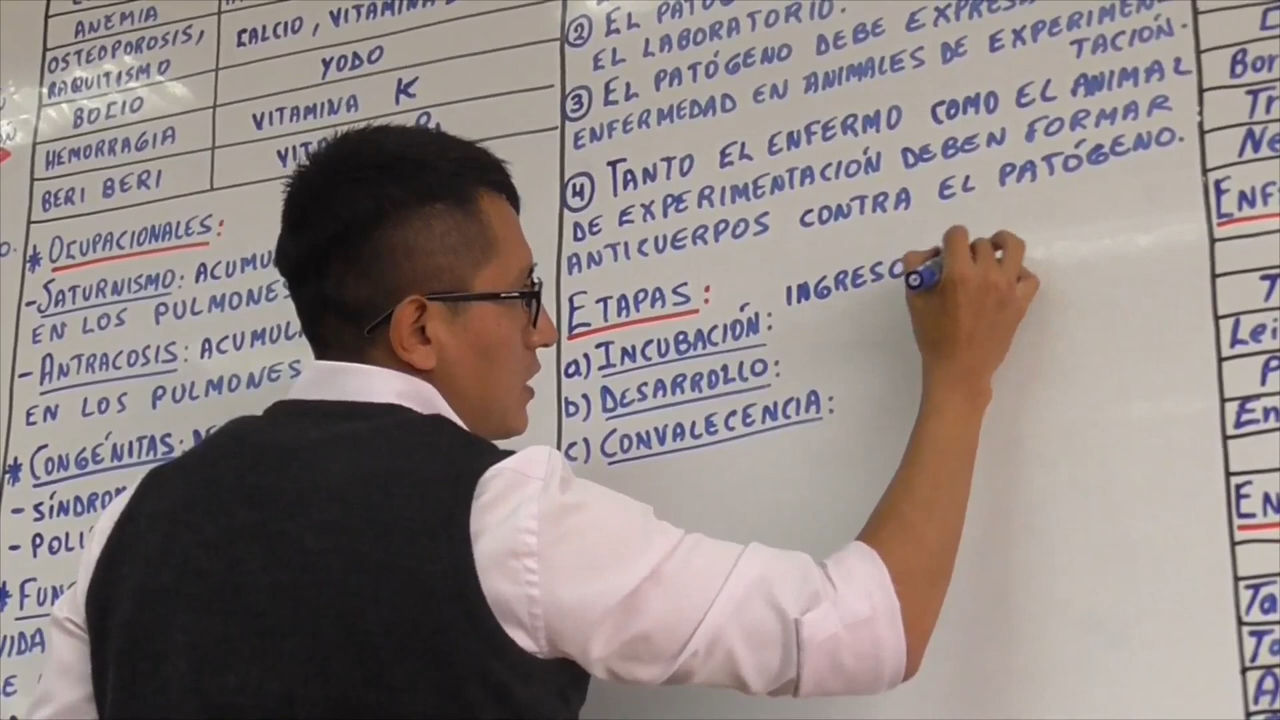 ANEMIA
CALCIO, VITAMINA
OSTEOPOROSIS,
RAQUITISMO
YODO
BOCIO
VITAMINA K
HEMORRAGIA
BERI BERI
* OCUPACIONALES:
- SATURNISMO: ACUMU
EN LOS PULMONES
- ANTRACOSIS: ACUMUL
EN LOS PULMONES
* CONGÉNITAS:
- SÍNDRO
- POLI
* FUN
VIDA
E
② EL PATÓ
EL LABORATORIO.
③ EL PATÓGENO DEBE EXPRES
ENFERMEDAD EN ANIMALES DE EXPERIMEN
TACIÓN.
④ TANTO EL ENFERMO COMO EL ANIMAL
DE EXPERIMENTACIÓN DEBEN FORMAR
ANTICUERPOS CONTRA EL PATÓGENO.
ETAPAS:
a) INCUBACIÓN: INGRESO
b) DESARROLLO:
c) CONVALECENCIA:
Bor
Tr
Ne
ENF
T
Lei
P
En
EN
Ta
To
A